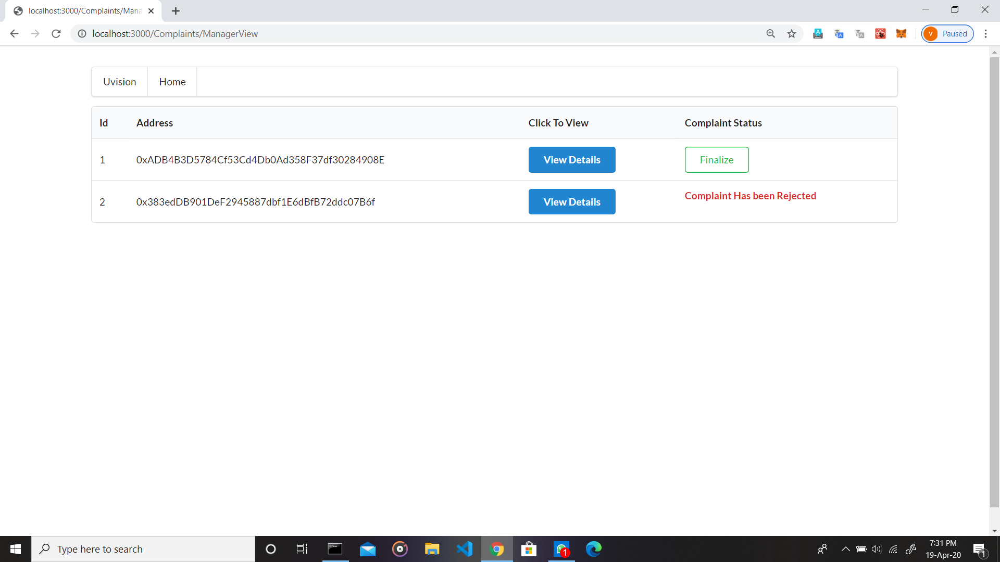 localhost:3000/Complaints/Mana
localhost:3000/Complaints/ManagerView
V Paused
Uvision Home
Id Address Click To View Complaint Status
1 0xADB4B3D5784Cf53Cd4Db0Ad358F37df30284908E View Details Finalize
2 0x383edDB901DeF2945887dbf1E6dBfB72ddc07B6f View Details Complaint Has been Rejected
Type here to search
1
7:31 PM
19-Apr-20
1